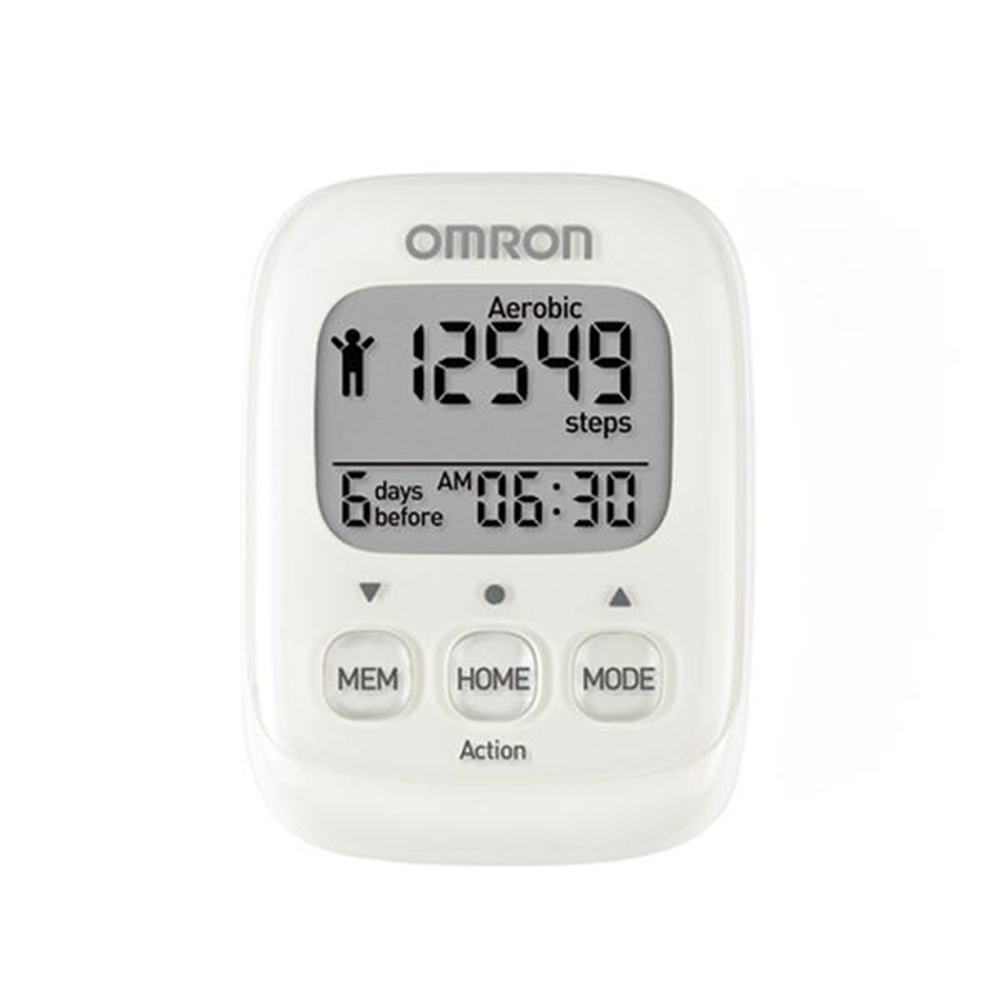 OMRON
Aerobic
12549
steps
6 days before AM 06:30
▼ ● ▲
MEM HOME MODE
Action